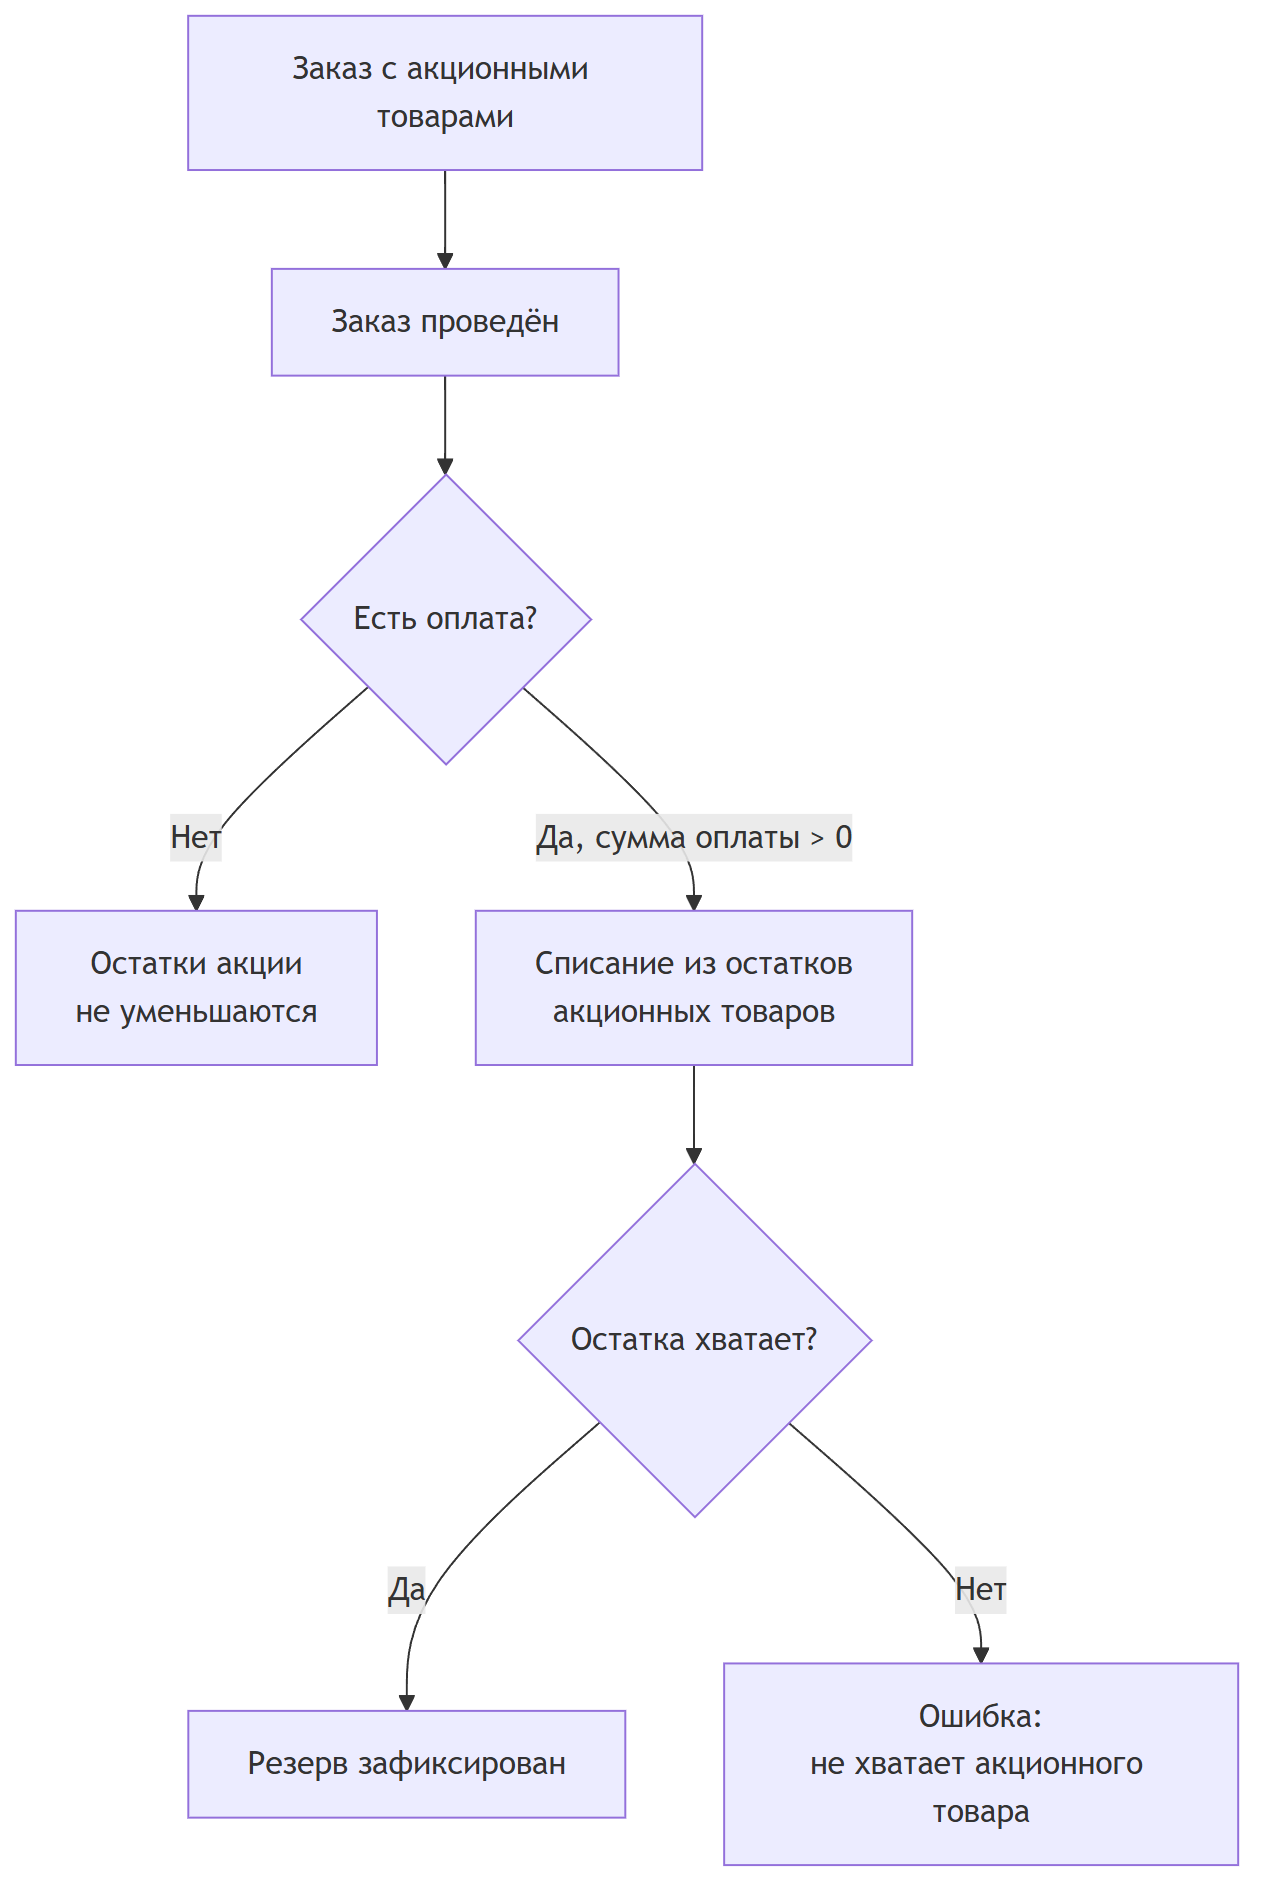 Заказ с акционными
товарами
Заказ проведён
Есть оплата?
Нет
Да, сумма оплаты > 0
Остатки акции
не уменьшаются
Списание из остатков
акционных товаров
Остатка хватает?
Да
Нет
Резерв зафиксирован
Ошибка:
не хватает акционного
товара